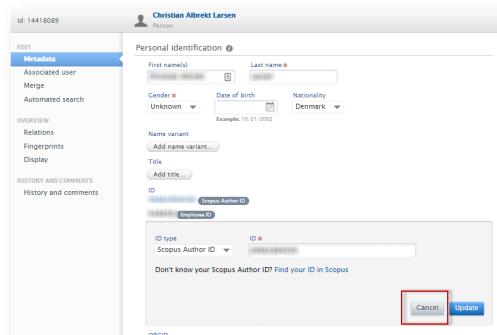 Id: 14418089
Christian Albrekt Larsen
Person
EDIT
Metadata
Associated user
Merge
Automated search
OVERVIEW
Relations
Fingerprints
Display
HISTORY AND COMMENTS
History and comments
Personal identification
First name(s) Last name
Gender Date of birth Nationality
Unknown Denmark
Example: 10/21/2002
Name variant
Add name variant...
Title
Add title...
ID
Scopus Author ID
Employee ID
ID type ID
Scopus Author ID
Don't know your Scopus Author ID? Find your ID in Scopus
Cancel Update
ORCID